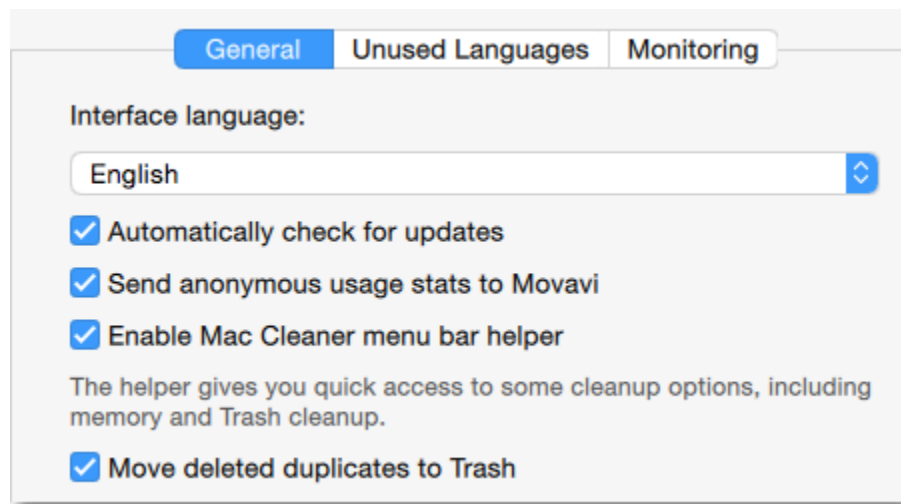 General Unused Languages Monitoring
Interface language:
English
Automatically check for updates
Send anonymous usage stats to Movavi
Enable Mac Cleaner menu bar helper
The helper gives you quick access to some cleanup options, including
memory and Trash cleanup.
Move deleted duplicates to Trash